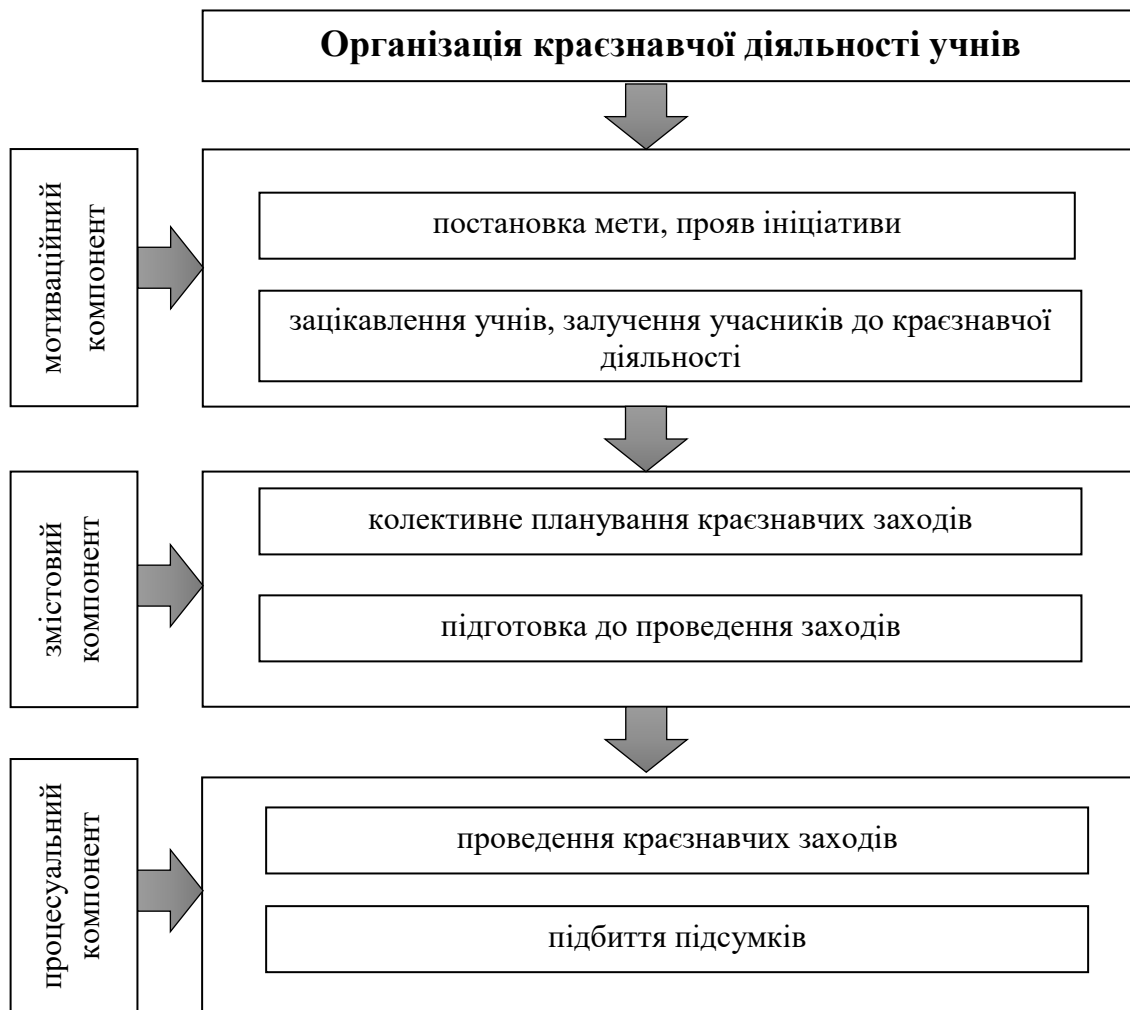 Організація краєзнавчої діяльності учнів
мотиваційний
компонент
постановка мети, прояв ініціативи
зацікавлення учнів, залучення учасників до краєзнавчої
діяльності
змістовий
компонент
колективне планування краєзнавчих заходів
підготовка до проведення заходів
процесуальний
компонент
проведення краєзнавчих заходів
підбиття підсумків